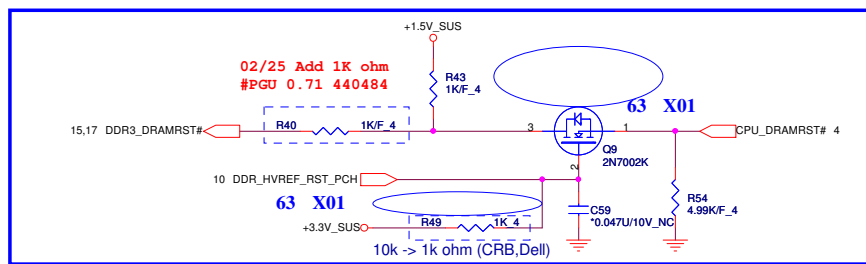 +1.5V_SUS
02/25 Add 1K ohm
#PGU 0.71 440484
R43
1K/F_4
63 X01
15,17 DDR3_DRAMRST#
R40
1K/F_4
3
1
CPU_DRAMRST# 4
Q9
2N7002K
2
10 DDR_HVREF_RST_PCH
63 X01
C59
*0.047U/10V_NC
R54
4.99K/F_4
+3.3V_SUS
R49
1K_4
10k -> 1k ohm (CRB,Dell)